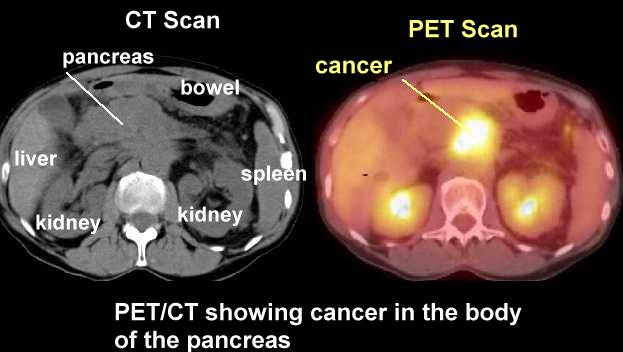 CT Scan
PET Scan
pancreas
cancer
bowel
liver
spleen
kidney
kidney
PET/CT showing cancer in the body
of the pancreas